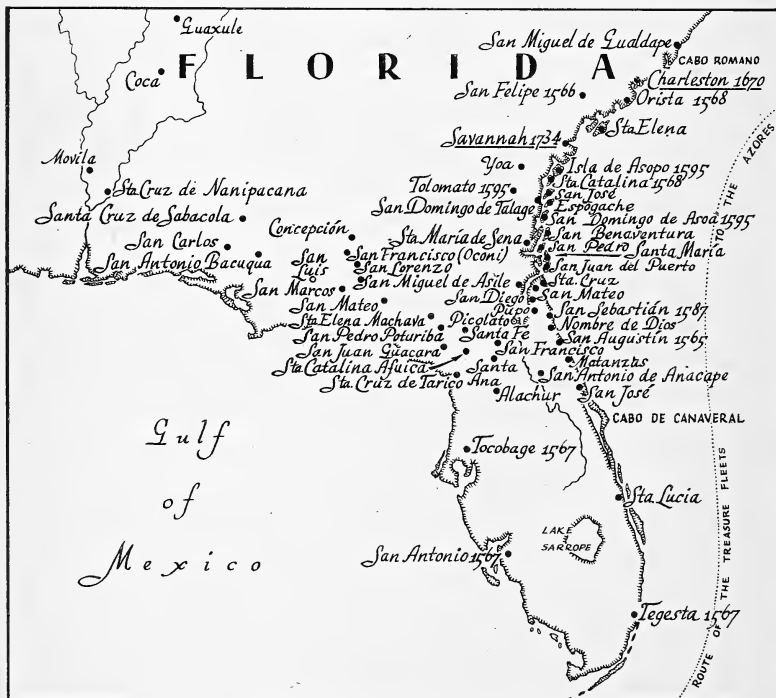 Guaxule
San Miguel de Gualdape
FLORIDA
CABO ROMANO
Coca
Charleston 1670
San Felipe 1566
Orista 1568
Sta Elena
Savannah 1734
Movila
Yoa
Isla de Asopo 1595
Sta Cruz de Nanipacana
Tolomato 1595
Sta Catalina 1568
San José
Santa Cruz de Sabacola
San Domingo de Talage
Espogache
San Domingo de Asoa 1595
Concepción
San Carlos
Sta María de Sena
San Benaventura
San Antonio Bacuqua
San Francisco (Oconi)
San Pedro
Santa María
San Luis
San Lorenzo
San Juan del Puerto
San Marcos
San Miguel de Asile
Sta Cruz
San Diego
San Mateo
San Mateo
Pupo
San Sebastián 1587
Sta Elena Machava
Picolata
Nombre de Dios
San Pedro Poturiba
Santa Fé
San Augustín 1565
San Juan Guacara
San Francisco
Sta Catalina Afuica
Matanzas
Santa Ana
Sta. Cruz de Tarico
San Antonio de Anacape
Alachur
San José
CABO DE CANAVERAL
Gulf
of
Mexico
Tocobage 1567
Sta Lucia
LAKE
SARROPE
San Antonio 1567
Tegesta 1567
ROUTE OF THE TREASURE FLEETS TO THE AZORES